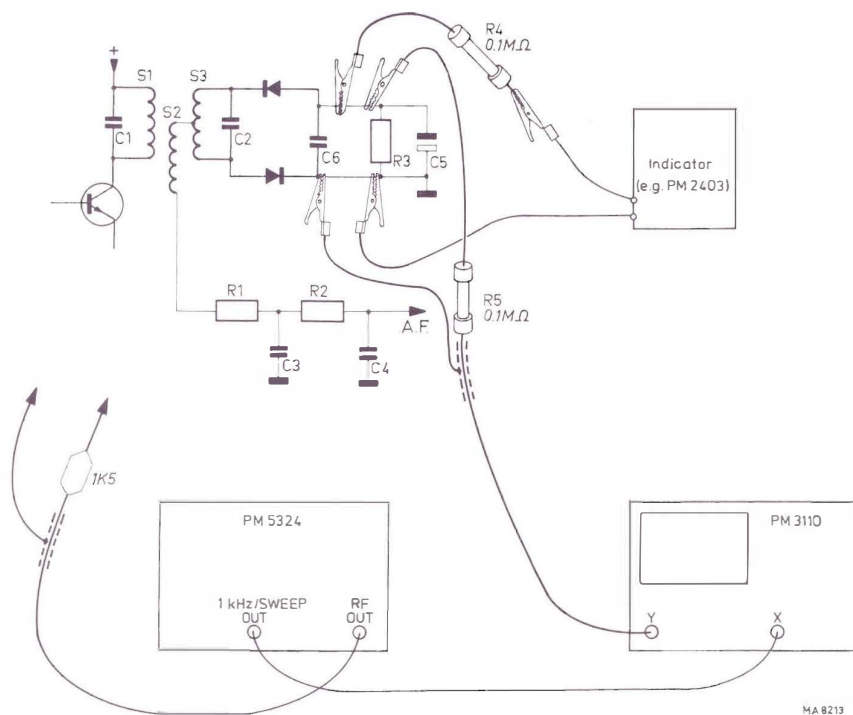 R4
0.1MΩ
+
S1
S3
S2
C1
C2
C6
R3
C5
Indicator
(e.g. PM 2403)
R1
R2
A.F.
R5
0.1MΩ
C3
C4
1K5
PM 5324
PM 3110
1 kHz/SWEEP
OUT
RF
OUT
Y
X
MA 8213